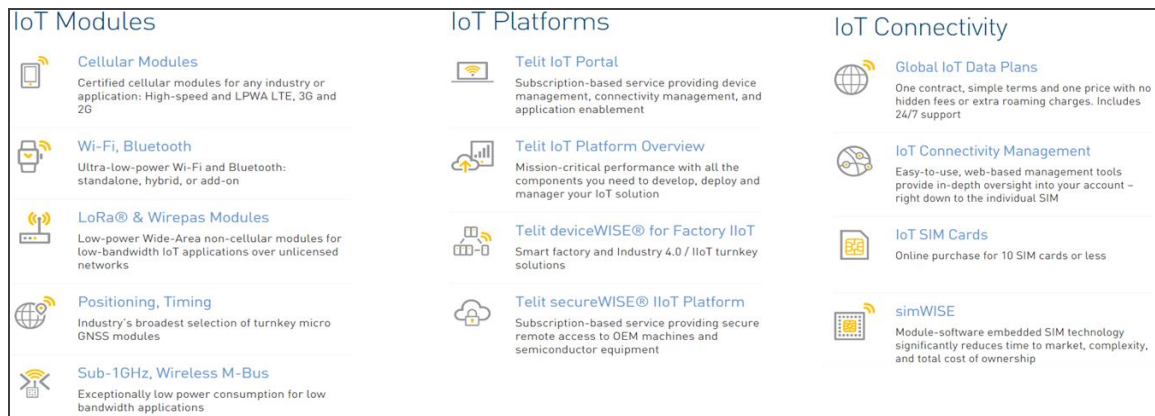 IoT Modules
Cellular Modules
Certified cellular modules for any industry or
application: High-speed and LPWA LTE, 3G and
2G
Wi-Fi, Bluetooth
Ultra-low-power Wi-Fi and Bluetooth:
standalone, hybrid, or add-on
LoRa® & Wirepas Modules
Low-power Wide-Area non-cellular modules for
low-bandwidth IoT applications over unlicensed
networks
Positioning, Timing
Industry's broadest selection of turnkey micro
GNSS modules
Sub-1GHz, Wireless M-Bus
Exceptionally low power consumption for low
bandwidth applications
IoT Platforms
Telit IoT Portal
Subscription-based service providing device
management, connectivity management, and
application enablement
Telit IoT Platform Overview
Mission-critical performance with all the
components you need to develop, deploy and
manager your IoT solution
Telit deviceWISE® for Factory IIoT
Smart factory and Industry 4.0 / IIoT turnkey
solutions
Telit secureWISE® IIoT Platform
Subscription-based service providing secure
remote access to OEM machines and
semiconductor equipment
IoT Connectivity
Global IoT Data Plans
One contract, simple terms and one price with no
hidden fees or extra roaming charges. Includes
24/7 support
IoT Connectivity Management
Easy-to-use, web-based management tools
provide in-depth oversight into your account –
right down to the individual SIM
IoT SIM Cards
Online purchase for 10 SIM cards or less
simWISE
Module-software embedded SIM technology
significantly reduces time to market, complexity,
and total cost of ownership